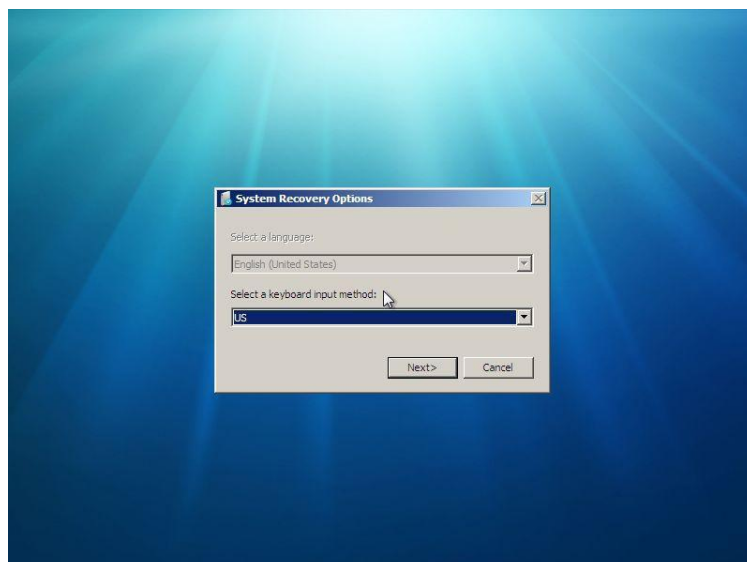 System Recovery Options
Select a language:
English (United States)
Select a keyboard input method:
US
Next>
Cancel